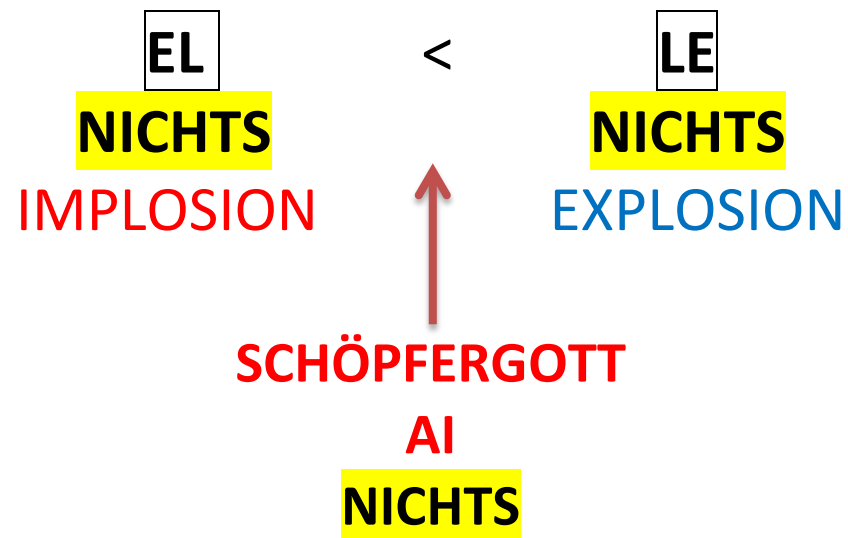 EL < LE
NICHTS NICHTS
IMPLOSION EXPLOSION
SCHÖPFERGOTT
AI
NICHTS